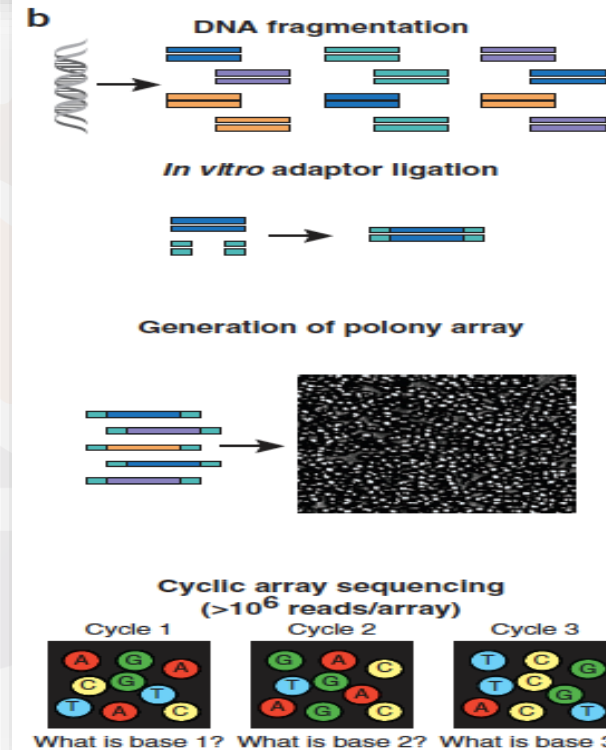 b
DNA fragmentation
In vitro adaptor ligation
Generation of polony array
Cyclic array sequencing
(>10⁶ reads/array)
Cycle 1 Cycle 2 Cycle 3
A G A G A C T C G
C G T T G A T C G
T A C A G C A C T
What is base 1? What is base 2? What is base